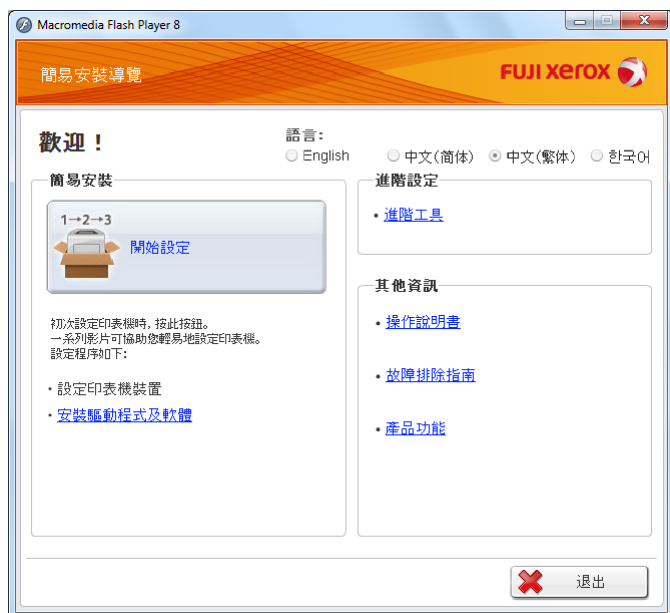 Macromedia Flash Player 8
簡易安裝導覽
FUJI xerox
歡迎！
語言:
English
中文(简体)
中文(繁体)
한국어
簡易安裝
1→2→3
開始設定
初次設定印表機時, 按此按鈕。
一系列影片可協助您輕易地設定印表機。
設定程序如下:
・設定印表機裝置
・安裝驅動程式及軟體
進階設定
• 進階工具
其他資訊
• 操作說明書
• 故障排除指南
• 產品功能
退出